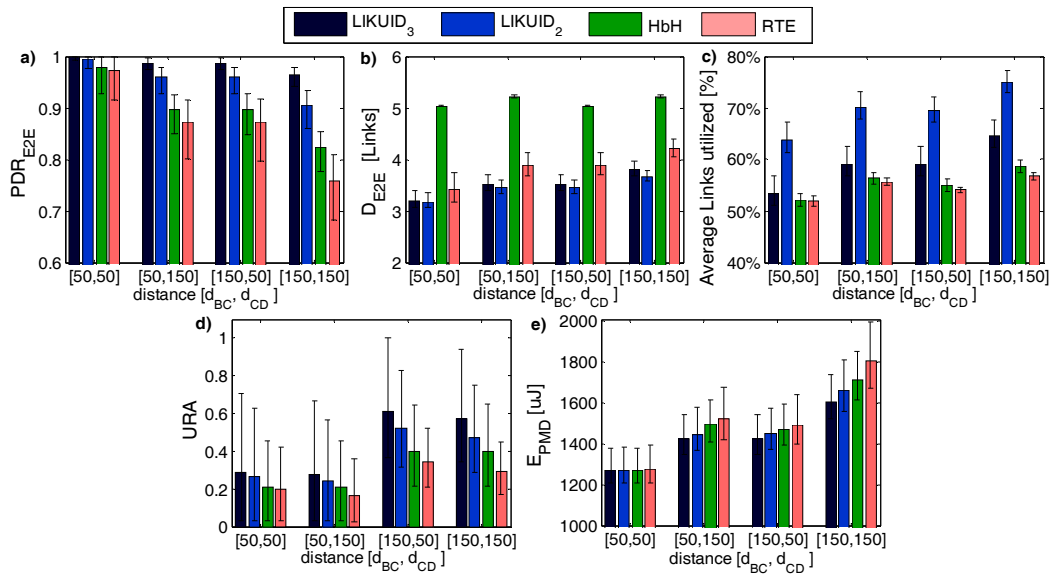 LIKUID3 LIKUID2 HbH RTE
a)
PDRE2E
1
0.9
0.8
0.7
0.6
[50,50] [50,150] [150,50] [150,150]
distance [dBC, dCD]
b)
DE2E [Links]
6
5
4
3
2
[50,50] [50,150] [150,50] [150,150]
distance [dBC, dCD]
c)
Average Links utilized [%]
80%
70%
60%
50%
40%
[50,50] [50,150] [150,50] [150,150]
distance [dBC, dCD]
d)
URA
1
0.8
0.6
0.4
0.2
0
[50,50] [50,150] [150,50] [150,150]
distance [dBC, dCD]
e)
EPMD [uJ]
2000
1800
1600
1400
1200
1000
[50,50] [50,150] [150,50] [150,150]
distance [dBC, dCD]